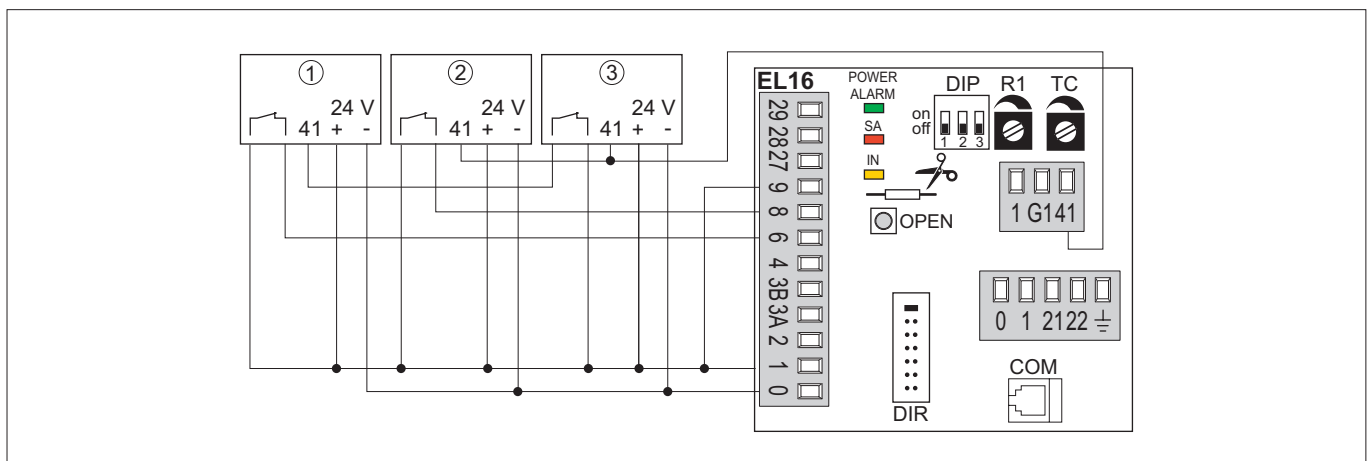 ① ② ③
24 V 24 V 24 V
41 + - 41 + - 41 + -
EL16
POWER
ALARM
SA
IN
DIP R1 TC
on
off
1 2 3
OPEN
29
28
27
9
8
6
4
3B
3A
2
1
0
1 G1 41
0 1 21 22
DIR
COM